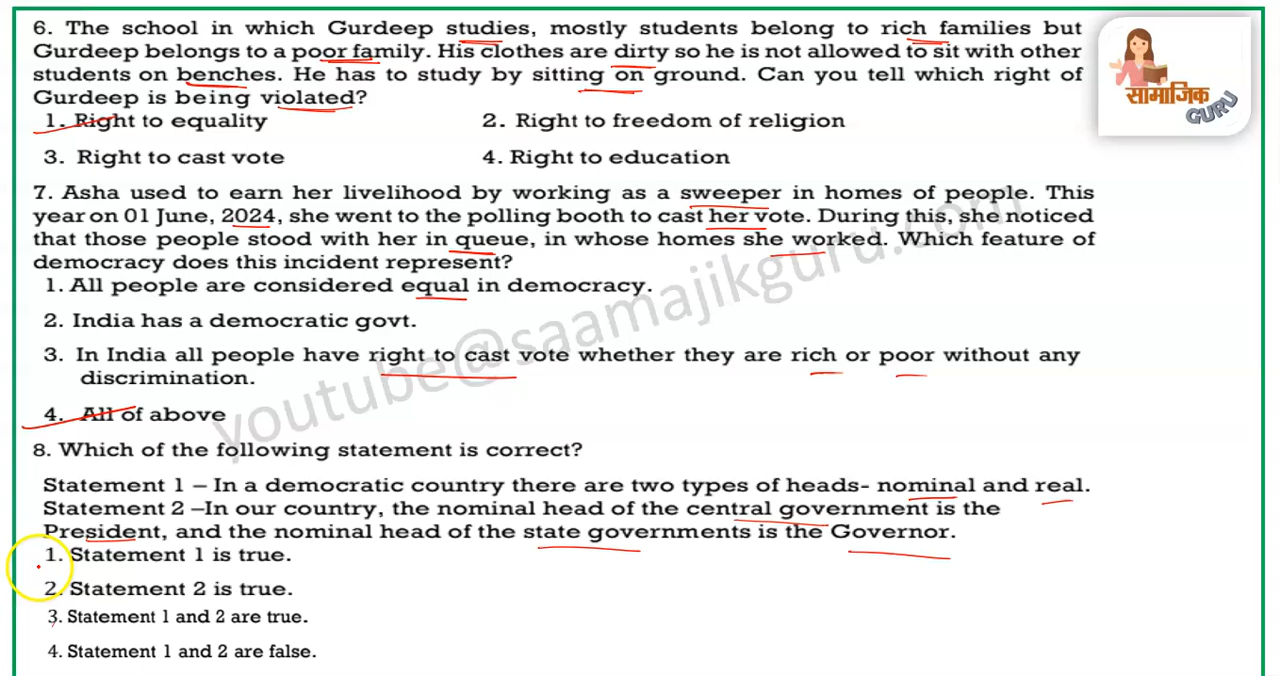 6. The school in which Gurdeep studies, mostly students belong to rich families but
Gurdeep belongs to a poor family. His clothes are dirty so he is not allowed to sit with other
students on benches. He has to study by sitting on ground. Can you tell which right of
Gurdeep is being violated?
1. Right to equality 2. Right to freedom of religion
3. Right to cast vote 4. Right to education
7. Asha used to earn her livelihood by working as a sweeper in homes of people. This
year on 01 June, 2024, she went to the polling booth to cast her vote. During this, she noticed
that those people stood with her in queue, in whose homes she worked. Which feature of
democracy does this incident represent?
1. All people are considered equal in democracy.
2. India has a democratic govt.
3. In India all people have right to cast vote whether they are rich or poor without any
discrimination.
4. All of above
8. Which of the following statement is correct?
Statement 1 – In a democratic country there are two types of heads- nominal and real.
Statement 2 –In our country, the nominal head of the central government is the
President, and the nominal head of the state governments is the Governor.
1. Statement 1 is true.
2. Statement 2 is true.
3. Statement 1 and 2 are true.
4. Statement 1 and 2 are false.
सामाजिक
GURU
youtube@saamajikguru.com